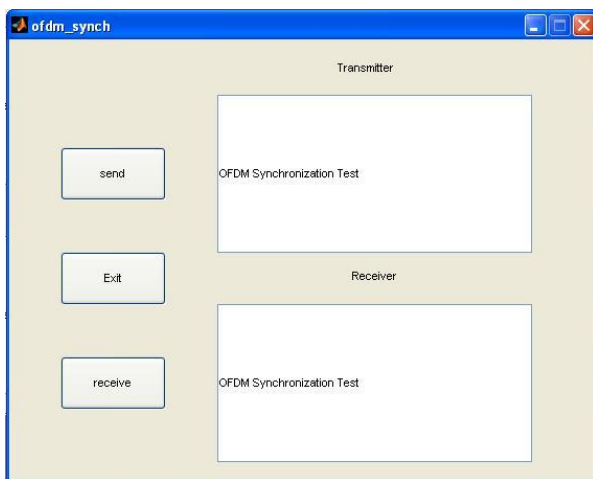 ofdm_synch
Transmitter
send
OFDM Synchronization Test
Exit
Receiver
receive
OFDM Synchronization Test